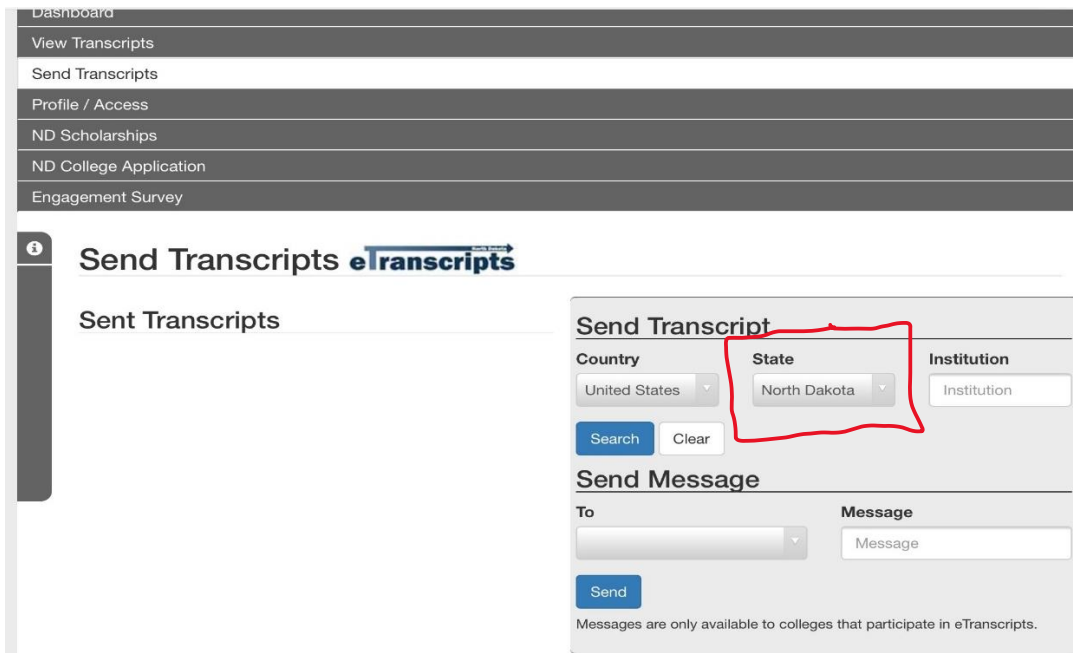 Dashboard
View Transcripts
Send Transcripts
Profile / Access
ND Scholarships
ND College Application
Engagement Survey
Send Transcripts eTranscripts
North Dakota
Sent Transcripts
Send Transcript
Country State Institution
United States North Dakota Institution
Search Clear
Send Message
To Message
Message
Send
Messages are only available to colleges that participate in eTranscripts.